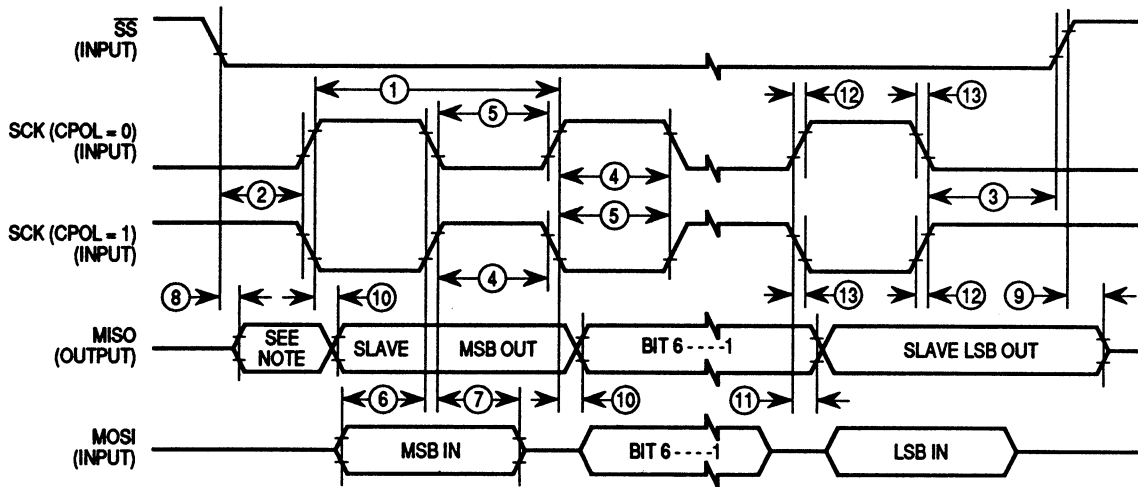 SS
(INPUT)
1
12
13
5
SCK (CPOL = 0)
(INPUT)
4
2
3
5
SCK (CPOL = 1)
(INPUT)
4
8
10
13
12
9
MISO
(OUTPUT)
SEE
NOTE
SLAVE
MSB OUT
BIT 6 - - - - - 1
SLAVE LSB OUT
6
7
10
11
MOSI
(INPUT)
MSB IN
BIT 6 - - - - - 1
LSB IN